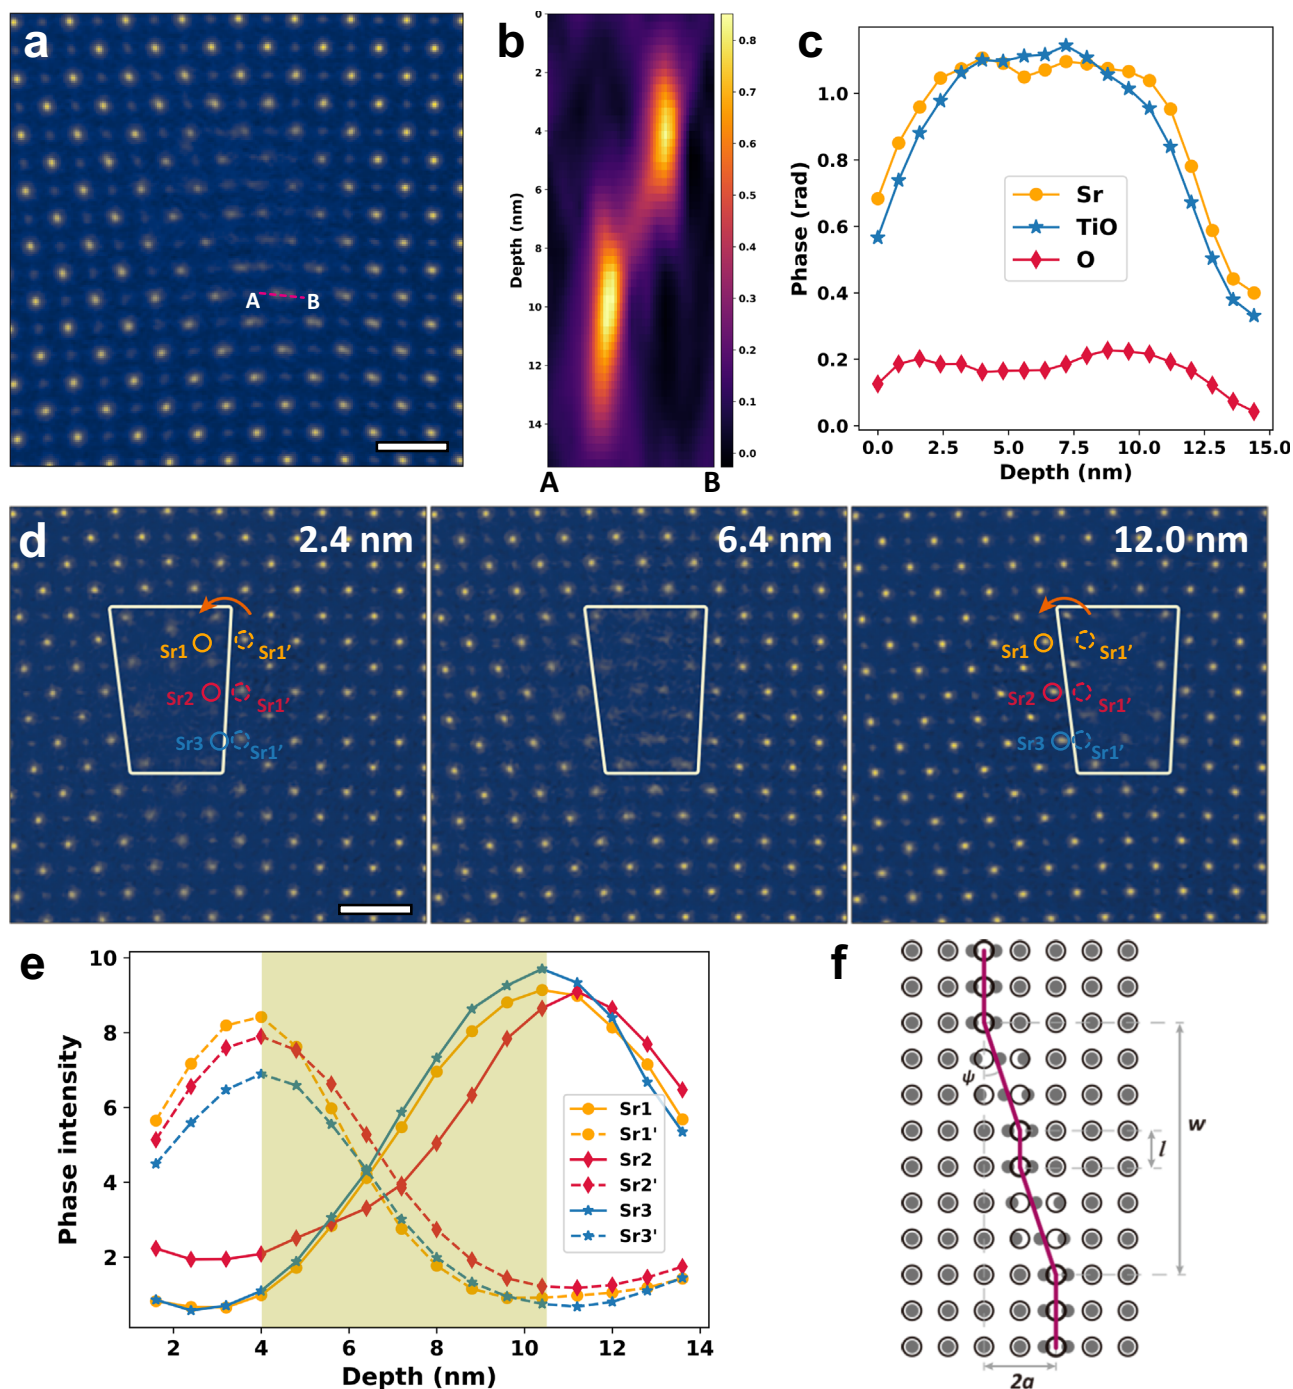 a
A
B
b
0
2
4
6
8
10
12
14
Depth (nm)
A
B
0.8
0.7
0.6
0.5
0.4
0.3
0.2
0.1
0.0
c
1.0
0.8
0.6
0.4
0.2
0.0
Phase (rad)
Sr
TiO
O
0.0 2.5 5.0 7.5 10.0 12.5 15.0
Depth (nm)
d
2.4 nm
Sr1
Sr1’
Sr2
Sr1’
Sr3
Sr1’
6.4 nm
12.0 nm
Sr1
Sr1’
Sr2
Sr1’
Sr3
Sr1’
e
10
8
6
4
2
Phase intensity
Sr1
Sr1'
Sr2
Sr2'
Sr3
Sr3'
2 4 6 8 10 12 14
Depth (nm)
f
ψ
w
l
2a